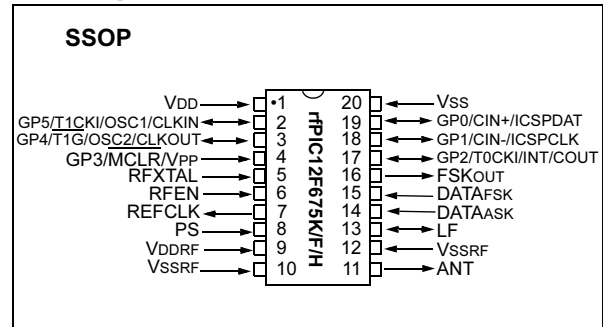 SSOP
VDD
GP5/T1CKI/OSC1/CLKIN
GP4/T1G/OSC2/CLKOUT
GP3/MCLR/VPP
RFXTAL
RFEN
REFCLK
PS
VDDRF
VSSRF
•1
2
3
4
5
6
7
8
9
10
rfPIC12F675K/F/H
20
19
18
17
16
15
14
13
12
11
VSS
GP0/CIN+/ICSPDAT
GP1/CIN-/ICSPCLK
GP2/T0CKI/INT/COUT
FSKOUT
DATAFSK
DATAASK
LF
VSSRF
ANT